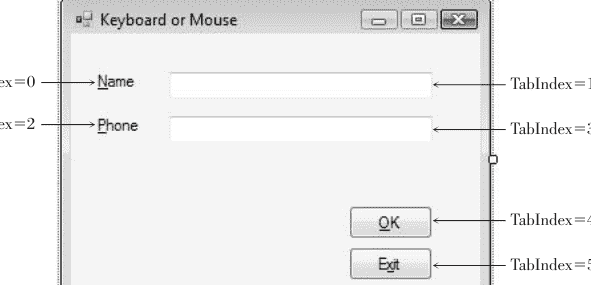 Keyboard or Mouse
ex=0 Name TabIndex=1
ex=2 Phone TabIndex=3
OK TabIndex=4
Exit TabIndex=5